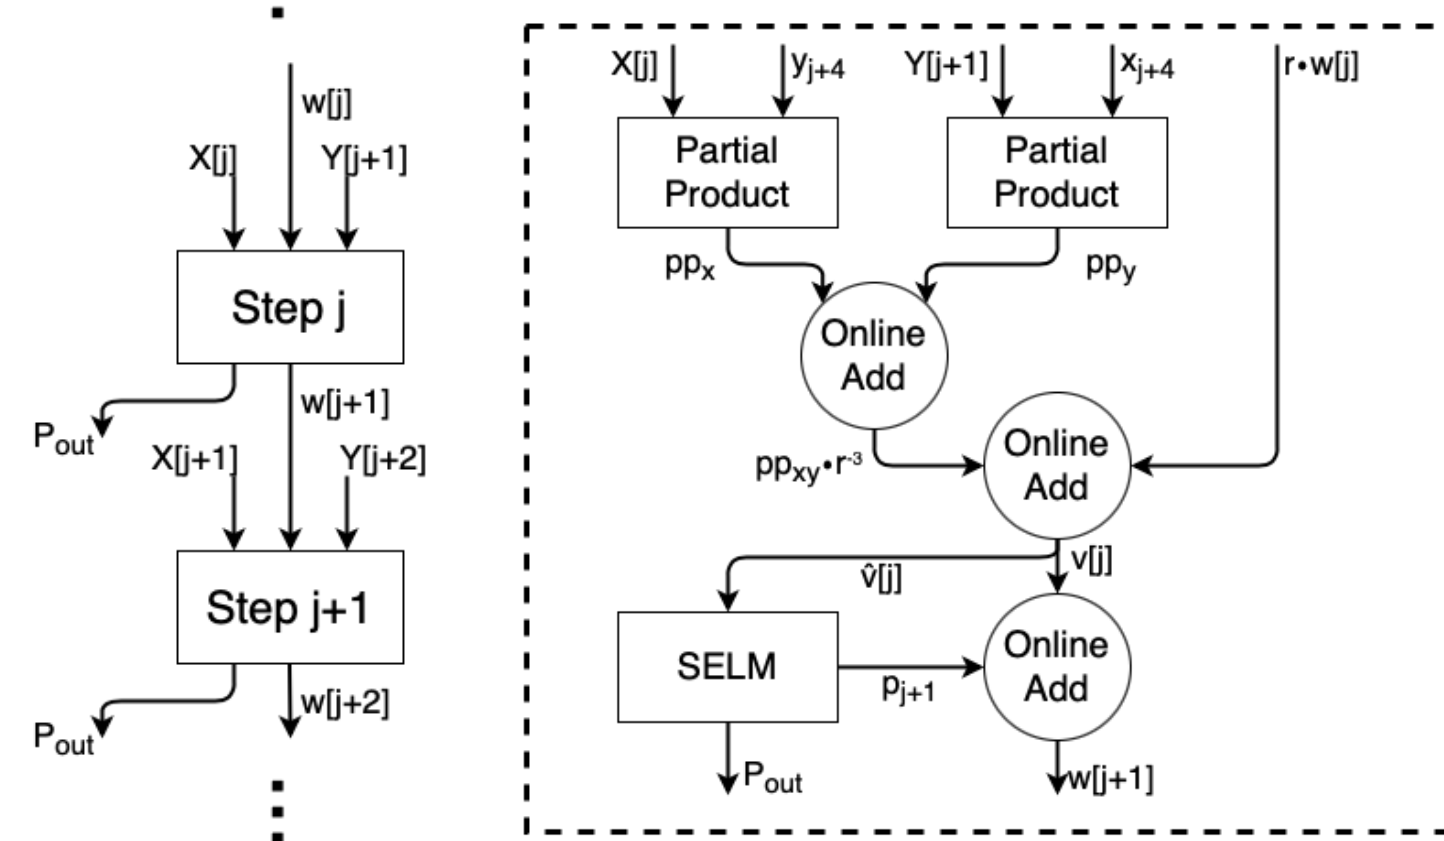 w[j]
X[j]
Y[j+1]
Step j
w[j+1]
Pout
X[j+1]
Y[j+2]
Step j+1
w[j+2]
Pout
X[j]
yj+4
Y[j+1]
xj+4
r•w[j]
Partial
Product
Partial
Product
ppx
ppy
Online
Add
Online
Add
ppxy•r-3
v̂[j]
v[j]
SELM
pj+1
Online
Add
Pout
w[j+1]